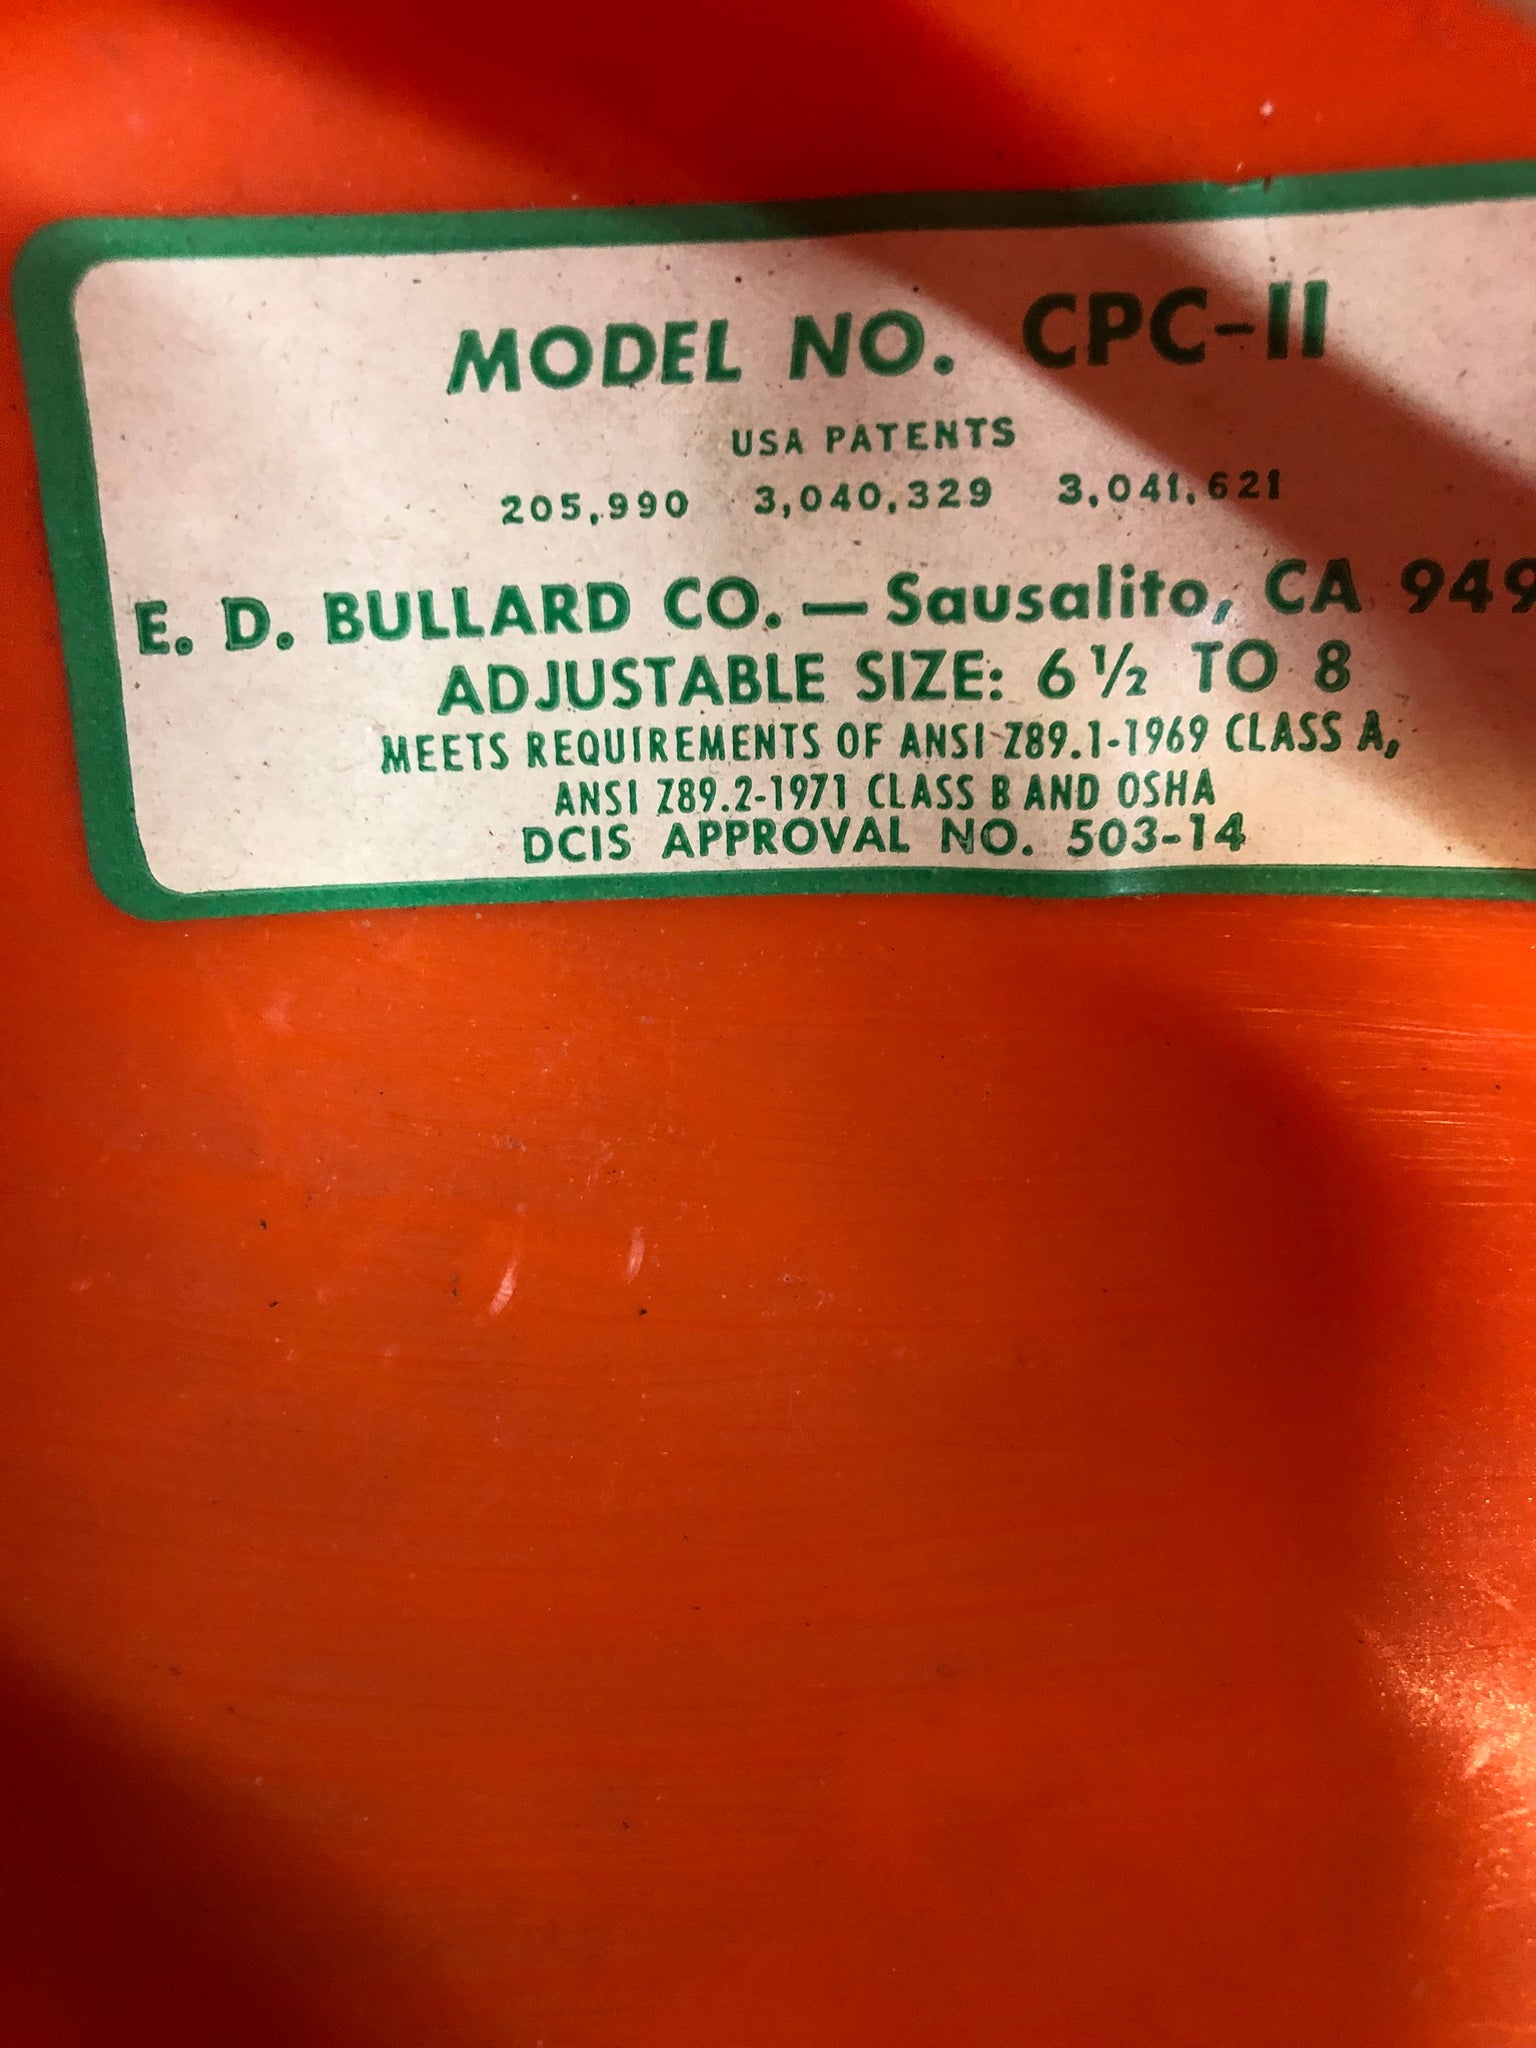 MODEL NO. CPC-II
USA PATENTS
205,990 3,040,329 3,041,621
E. D. BULLARD CO. — Sausalito, CA 949
ADJUSTABLE SIZE: 6 ½ TO 8
MEETS REQUIREMENTS OF ANSI Z89.1-1969 CLASS A,
ANSI Z89.2-1971 CLASS B AND OSHA
DCIS APPROVAL NO. 503-14